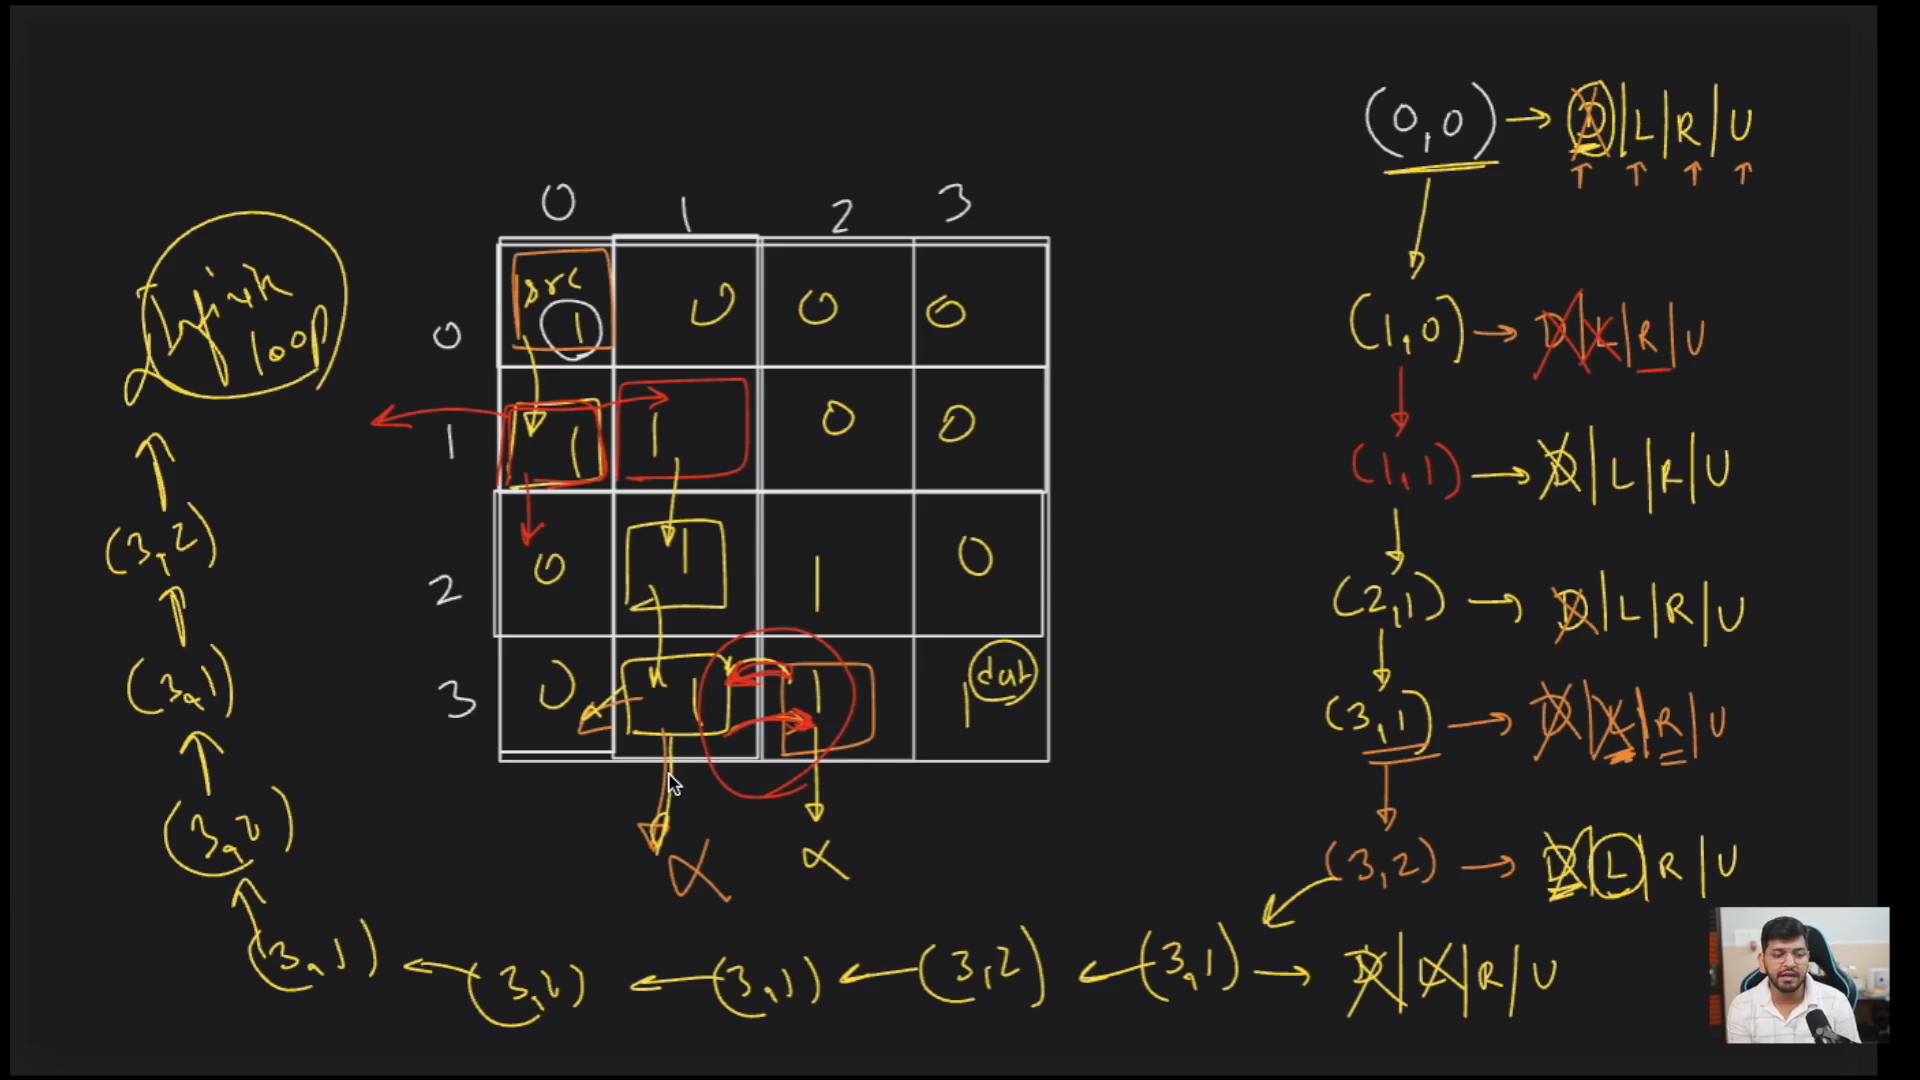 (0,0) → D | L | R | U
0 1 2 3
0 src 1 0 0 0
Infinite loop
(1,0) → D | L | R | U
1 1 1 0 0
(1,1) → D | L | R | U
2 0 1 1 0
(2,1) → D | L | R | U
(3,2)
3 0 1 1 1 dst
(3,1)
(3,1) → D | L | R | U
(3,2)
(3,2) → D | L | R | U
(3,1) ← (3,2) ← (3,1) ← (3,2) ← (3,1) → D | L | R | U